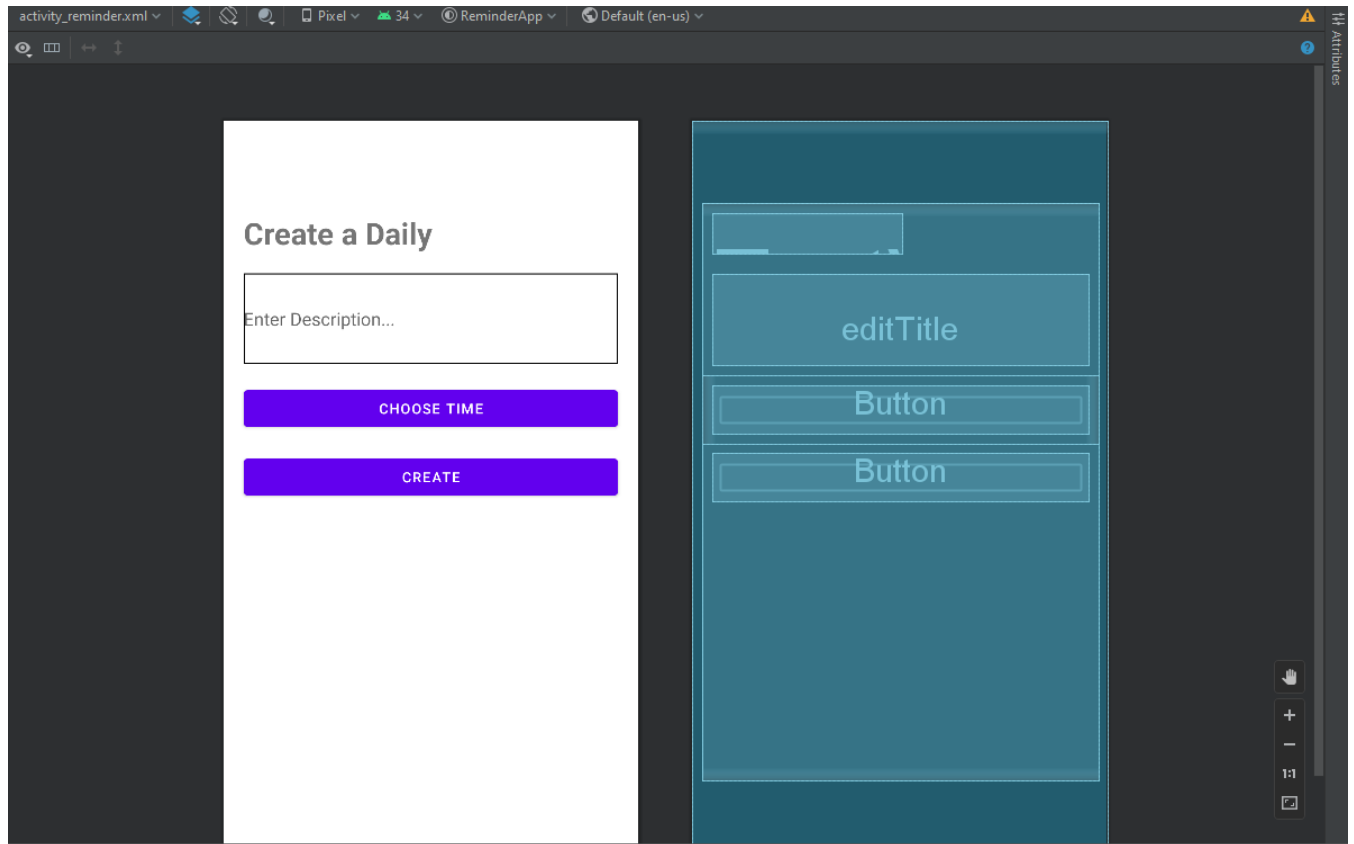 activity_reminder.xml Pixel 34 ReminderApp Default (en-us)
Attributes
Create a Daily
Enter Description...
CHOOSE TIME
CREATE
editTitle
Button
Button
1:1